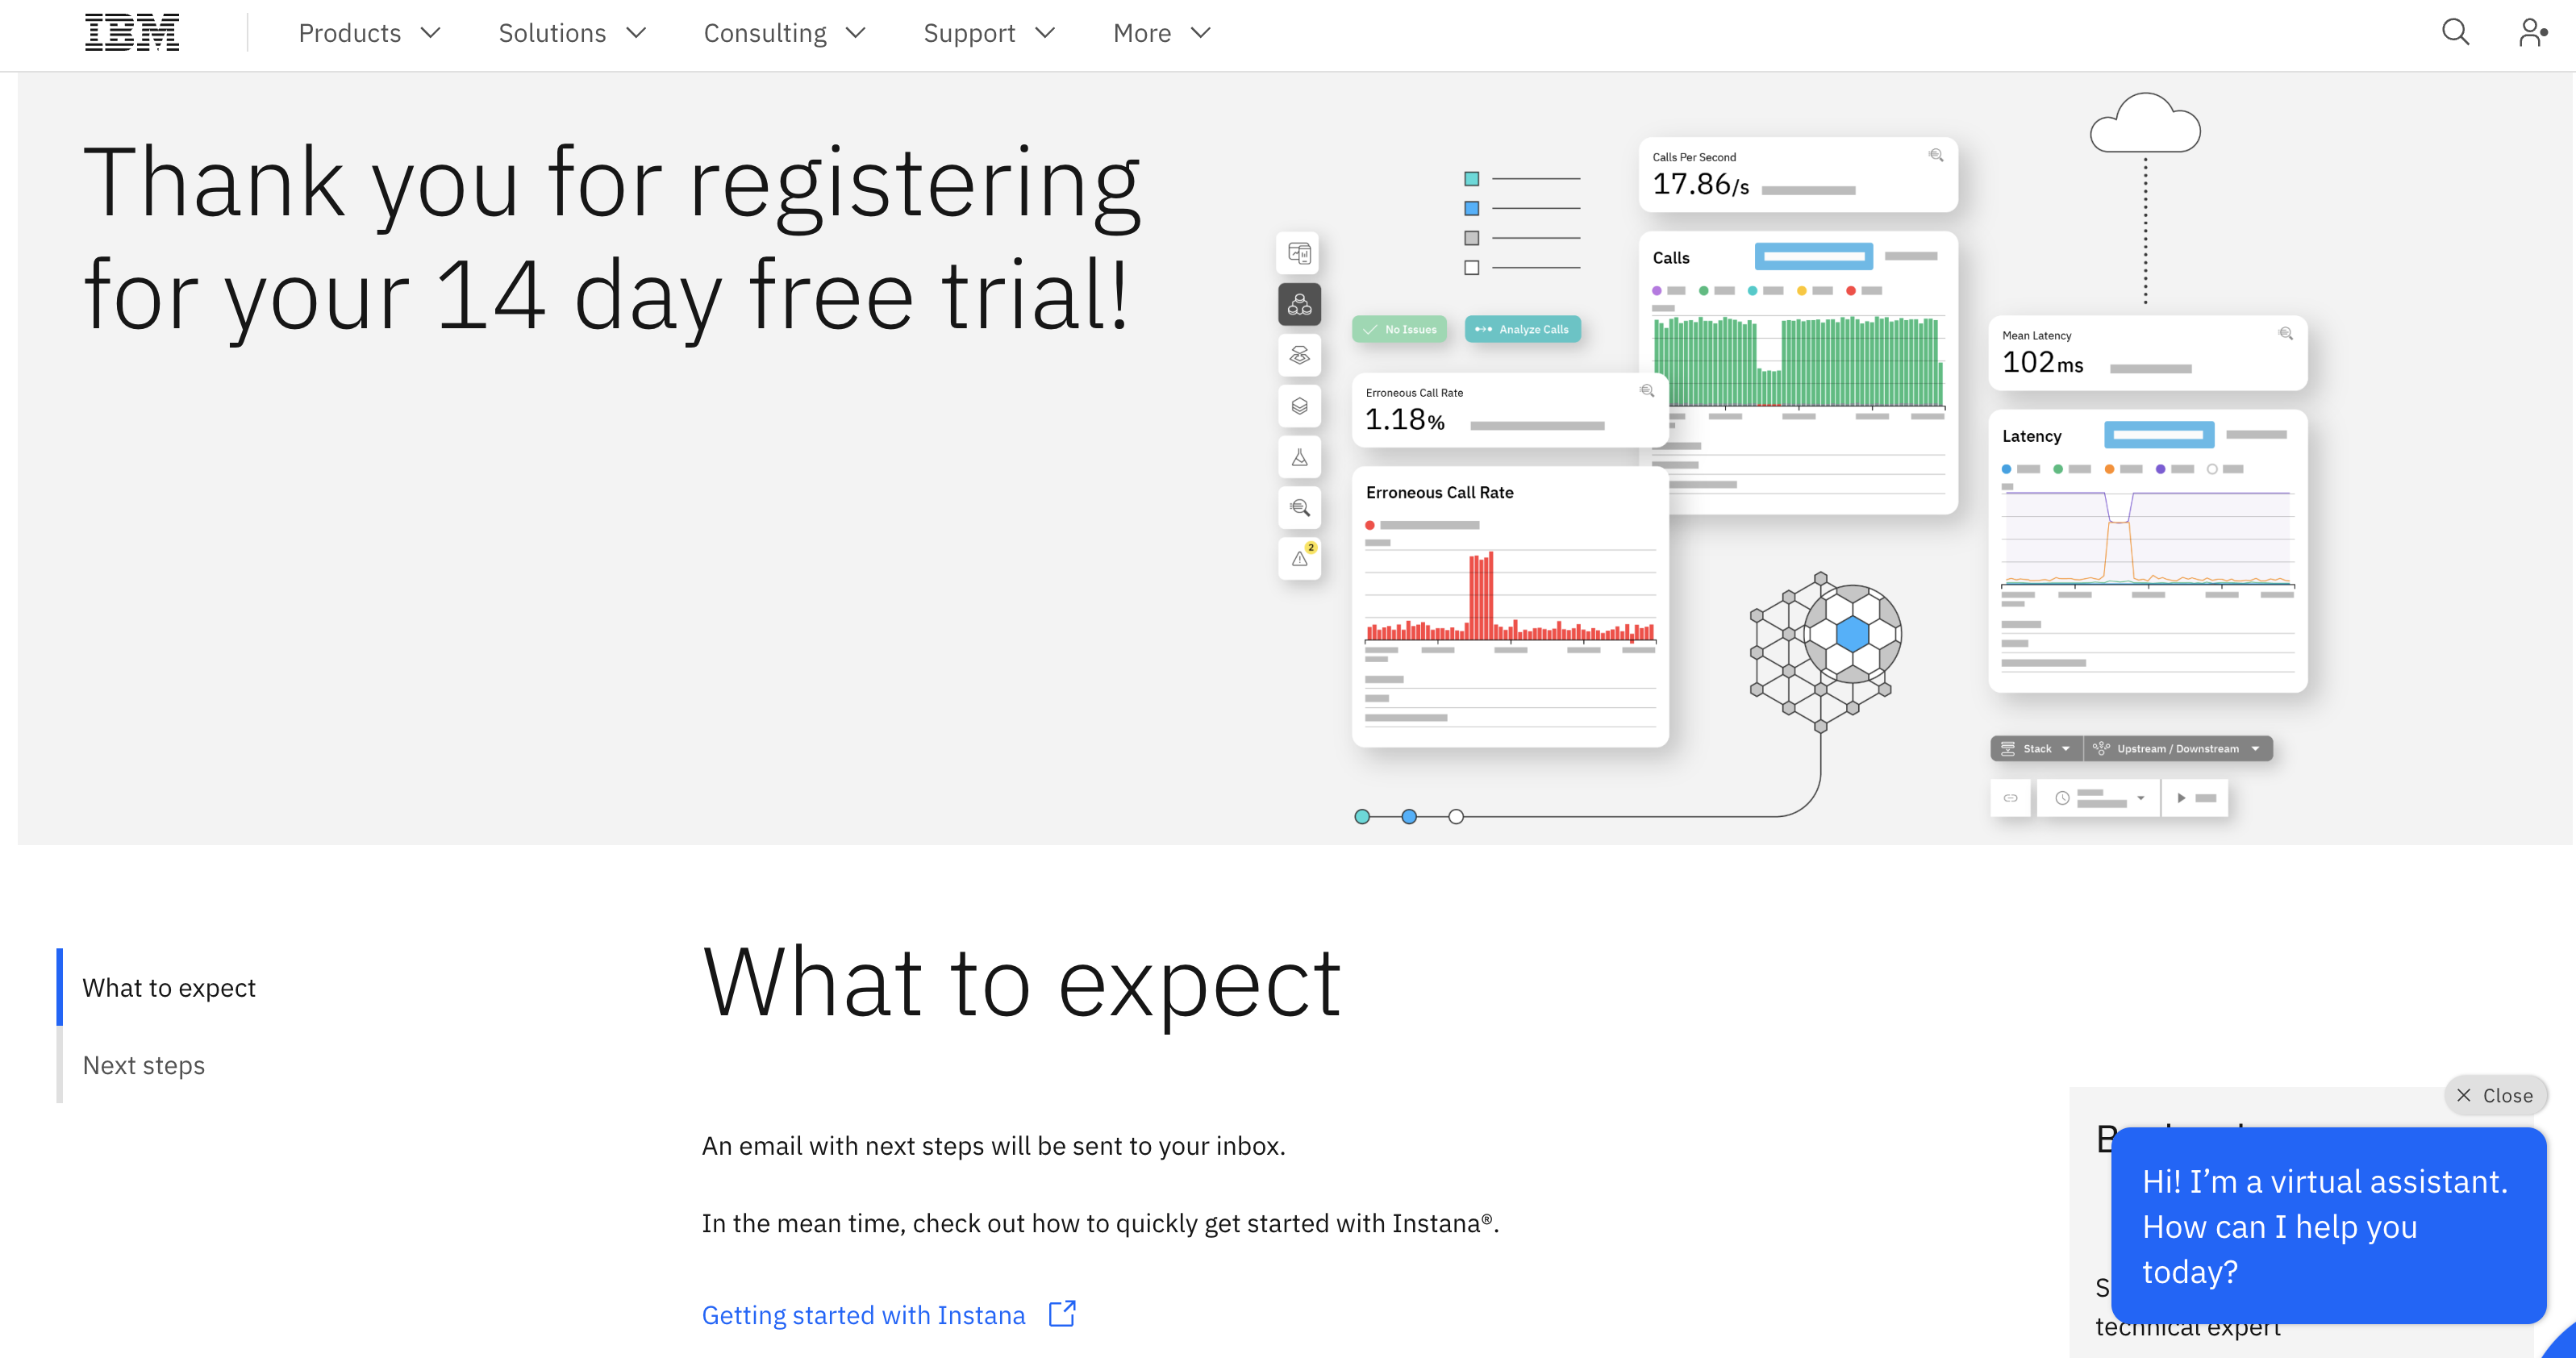 IBM
Products
Solutions
Consulting
Support
More
Thank you for registering
for your 14 day free trial!
Calls Per Second
17.86/s
Calls
No Issues
Analyze Calls
Erroneous Call Rate
1.18%
Erroneous Call Rate
2
Mean Latency
102ms
Latency
Stack
Upstream / Downstream
What to expect
Next steps
What to expect
An email with next steps will be sent to your inbox.
In the mean time, check out how to quickly get started with Instana®.
Getting started with Instana
Close
Hi! I’m a virtual assistant.
How can I help you
today?
technical expert